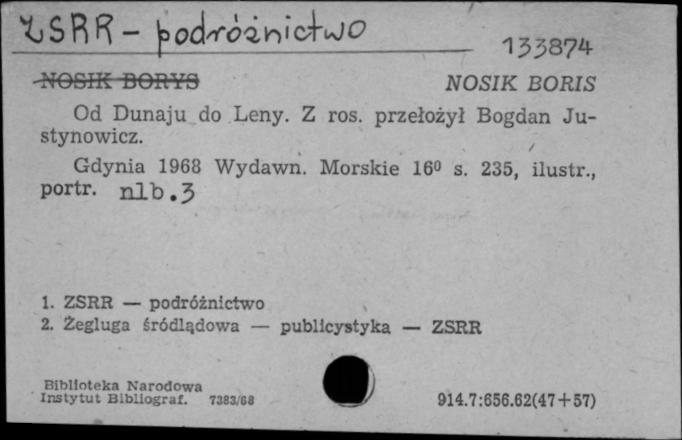 ZSRR – podróżnictwo
133874
NOSIK BORYS NOSIK BORIS
Od Dunaju do Leny. Z ros. przełożył Bogdan Ju-
stynowicz.
Gdynia 1968 Wydawn. Morskie 16⁰ s. 235, ilustr.,
portr. nlb.3
1. ZSRR — podróżnictwo
2. Żegluga śródlądowa — publicystyka — ZSRR
Biblioteka Narodowa
Instytut Bibliograf. 7383/68 914.7:656.62(47+57)